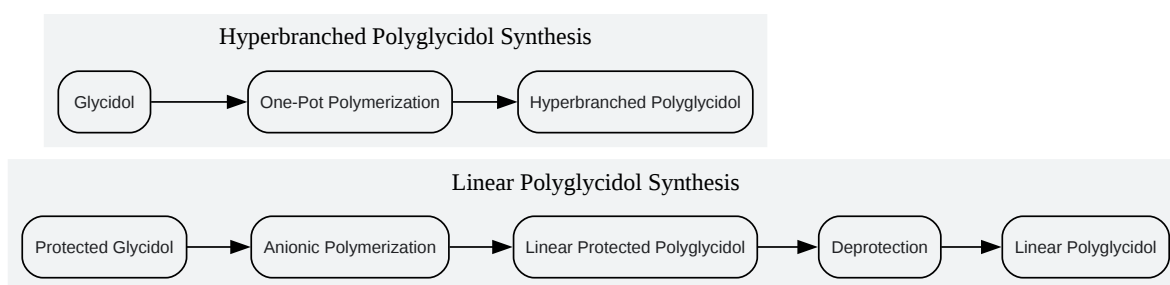 Hyperbranched Polyglycidol Synthesis
Glycidol
One-Pot Polymerization
Hyperbranched Polyglycidol
Linear Polyglycidol Synthesis
Protected Glycidol
Anionic Polymerization
Linear Protected Polyglycidol
Deprotection
Linear Polyglycidol